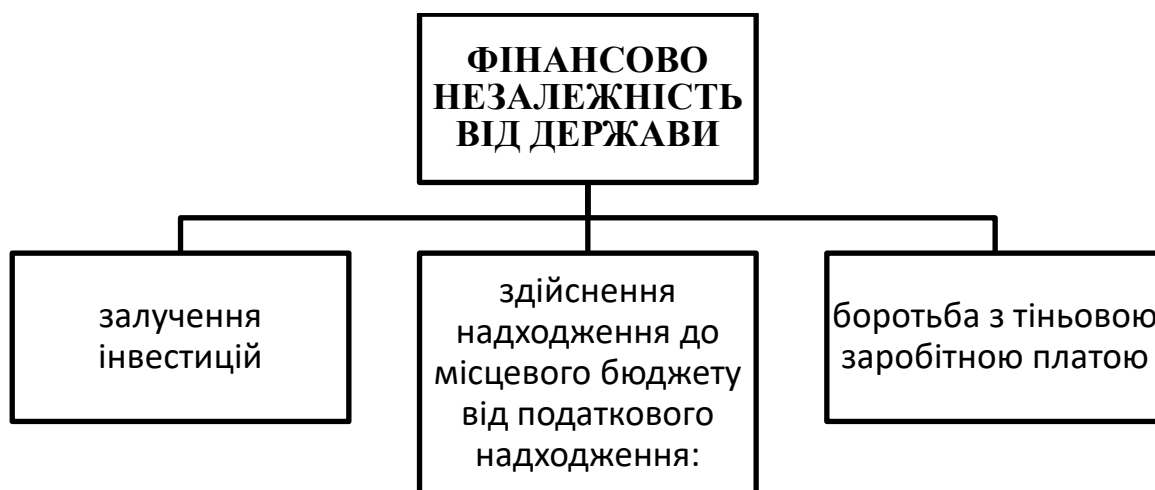 ФІНАНСОВО
НЕЗАЛЕЖНІСТЬ
ВІД ДЕРЖАВИ
залучення
інвестицій
здійснення
надходження до
місцевого бюджету
від податкового
надходження:
боротьба з тіньовою
заробітною платою